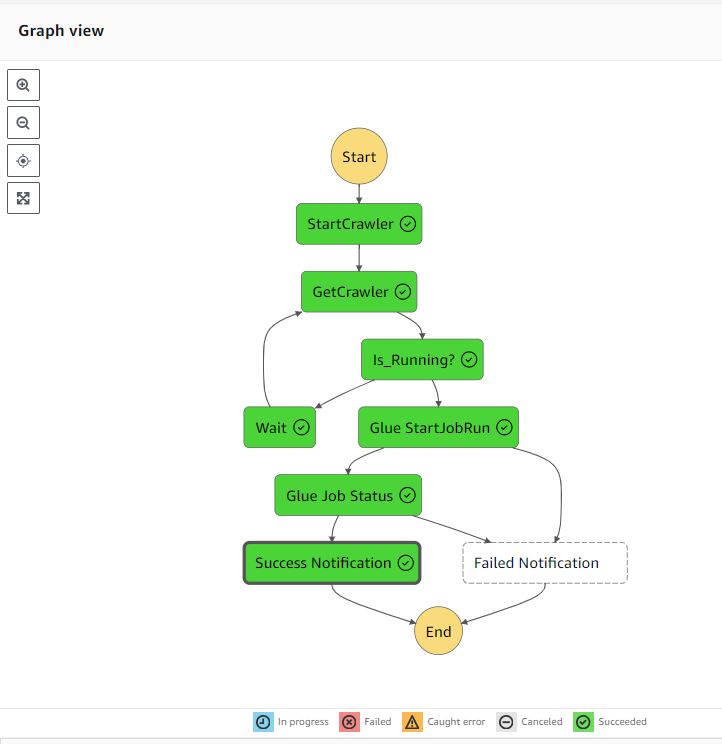 Graph view
Start
StartCrawler
GetCrawler
Is_Running?
Wait
Glue StartJobRun
Glue Job Status
Success Notification
Failed Notification
End
In progress
Failed
Caught error
Canceled
Succeeded